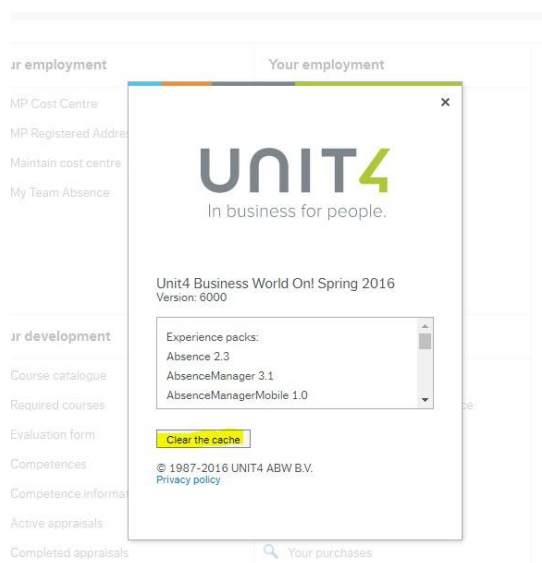 ur employment
Your employment
MP Cost Centre
MP Registered Addre
Maintain cost centre
My Team Absence
×
UNIT4
In business for people.
Unit4 Business World On! Spring 2016
Version: 6000
Experience packs:
Absence 2.3
AbsenceManager 3.1
AbsenceManagerMobile 1.0
Clear the cache
© 1987-2016 UNIT4 ABW B.V.
Privacy policy
ur development
Course catalogue
Required courses
ce
Evaluation form
Competences
Competence informat
Active appraisals
Completed appraisals
Your purchases